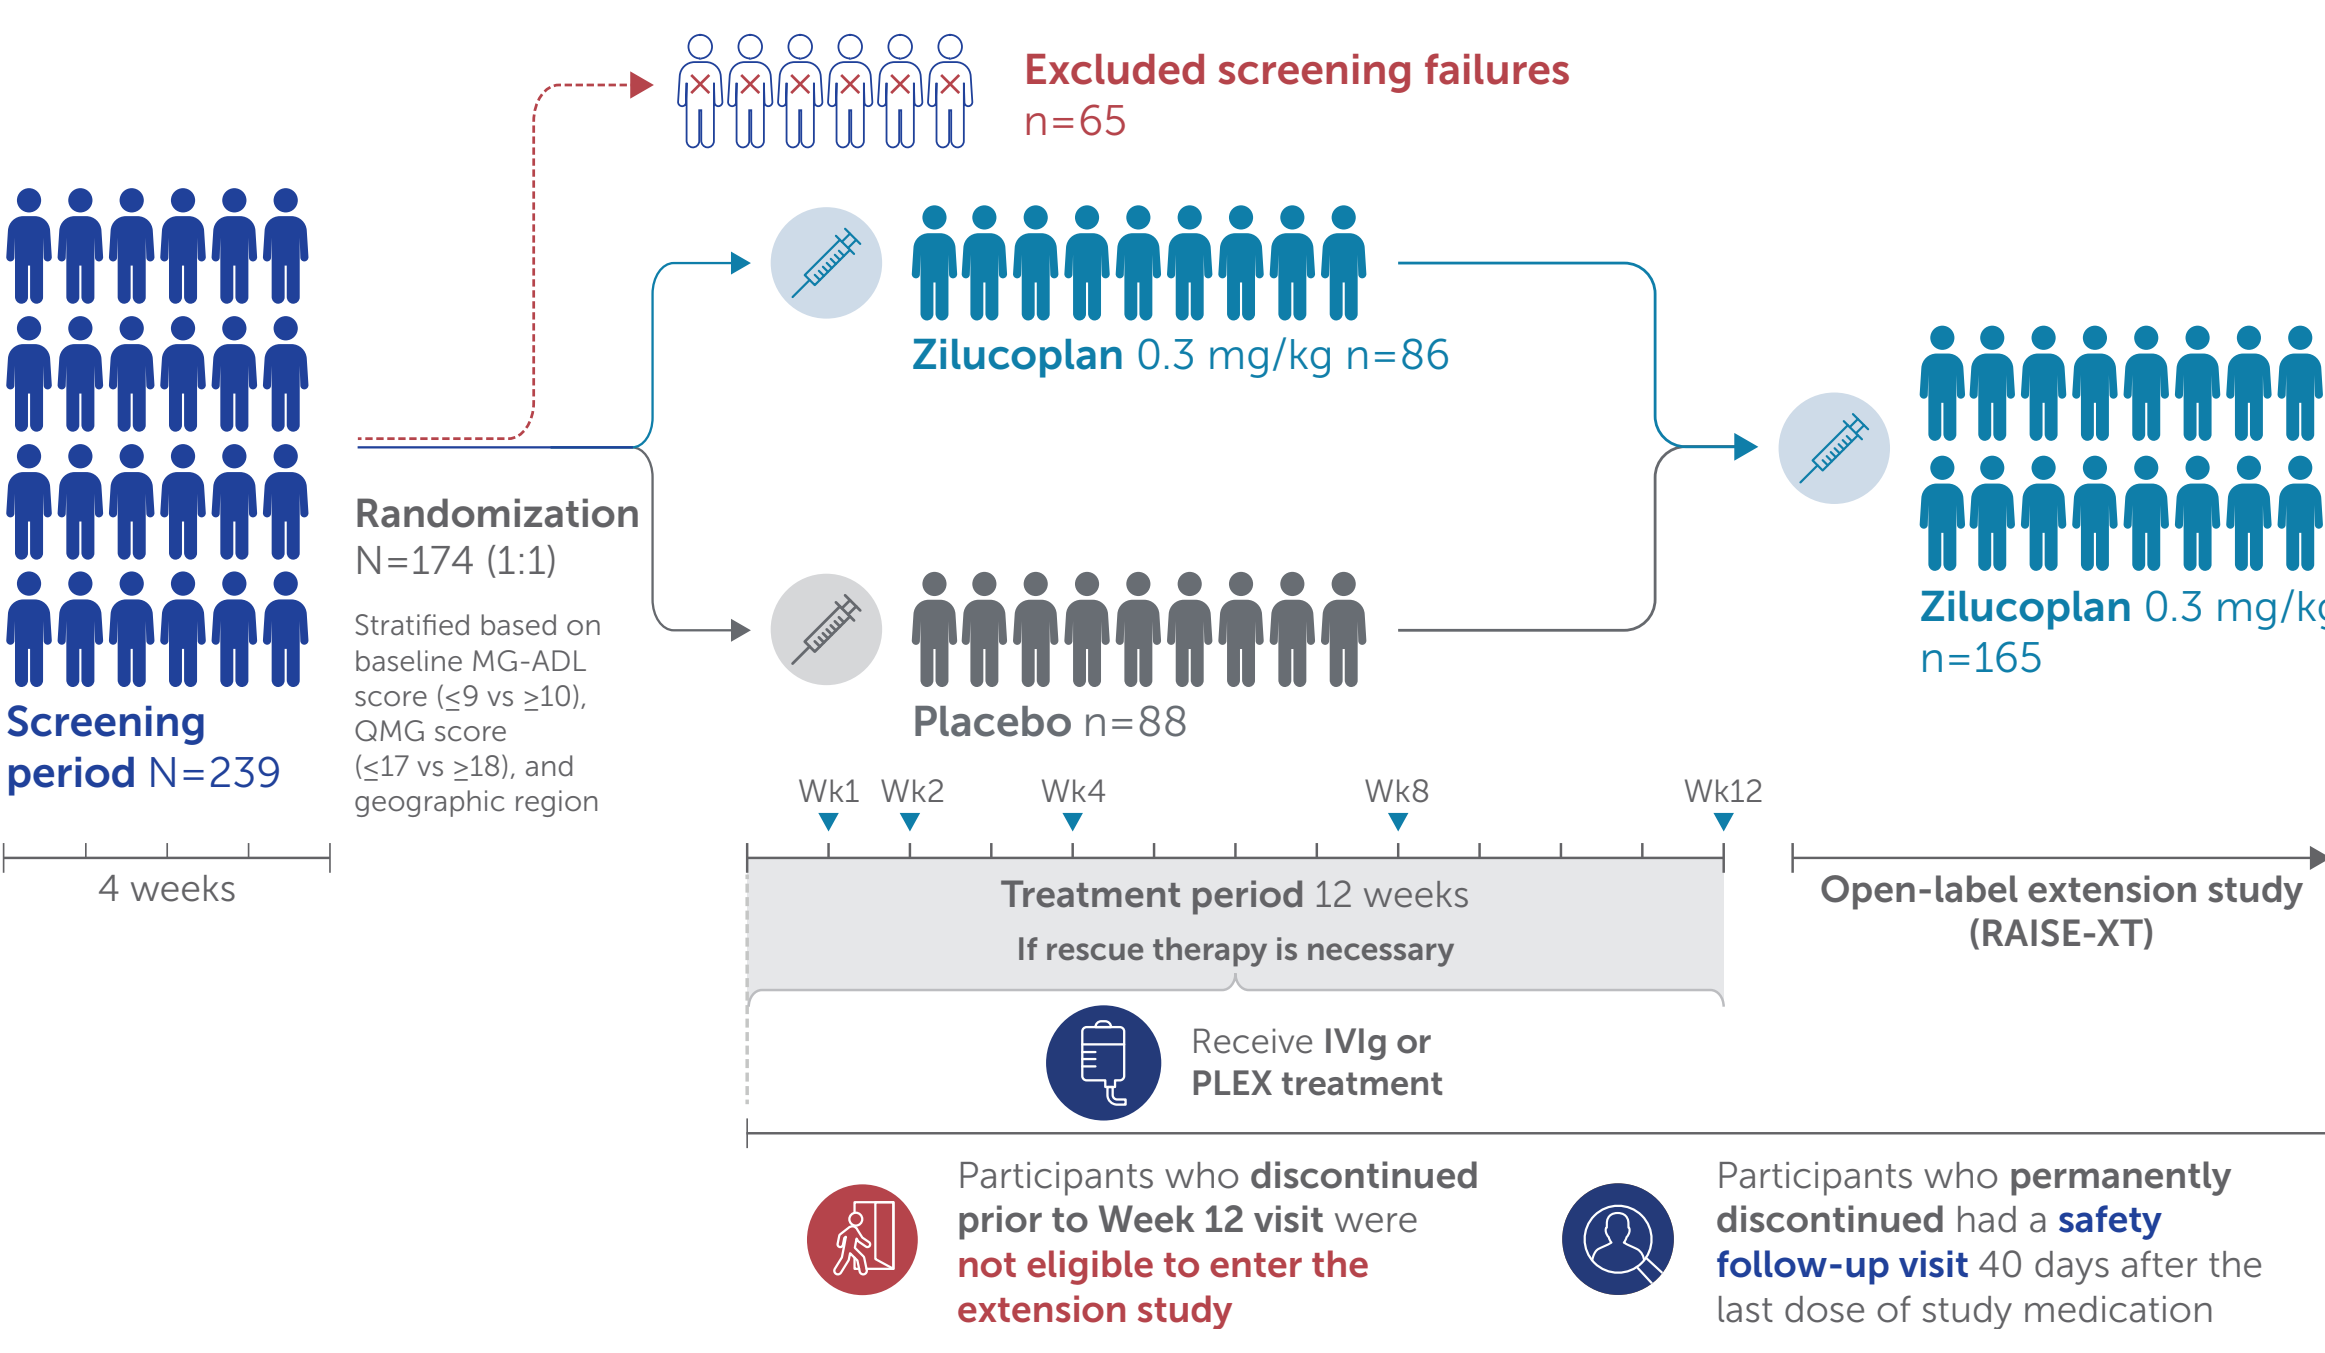 Excluded screening failures
n=65
Zilucoplan 0.3 mg/kg n=86
Randomization
N=174 (1:1)
Stratified based on
baseline MG-ADL
score (≤9 vs ≥10),
QMG score
(≤17 vs ≥18), and
geographic region
Screening
period N=239
4 weeks
Placebo n=88
Zilucoplan 0.3 mg/kg
n=165
Wk1 Wk2 Wk4 Wk8 Wk12
Treatment period 12 weeks
If rescue therapy is necessary
Receive IVIg or
PLEX treatment
Open-label extension study
(RAISE-XT)
Participants who discontinued
prior to Week 12 visit were
not eligible to enter the
extension study
Participants who permanently
discontinued had a safety
follow-up visit 40 days after the
last dose of study medication